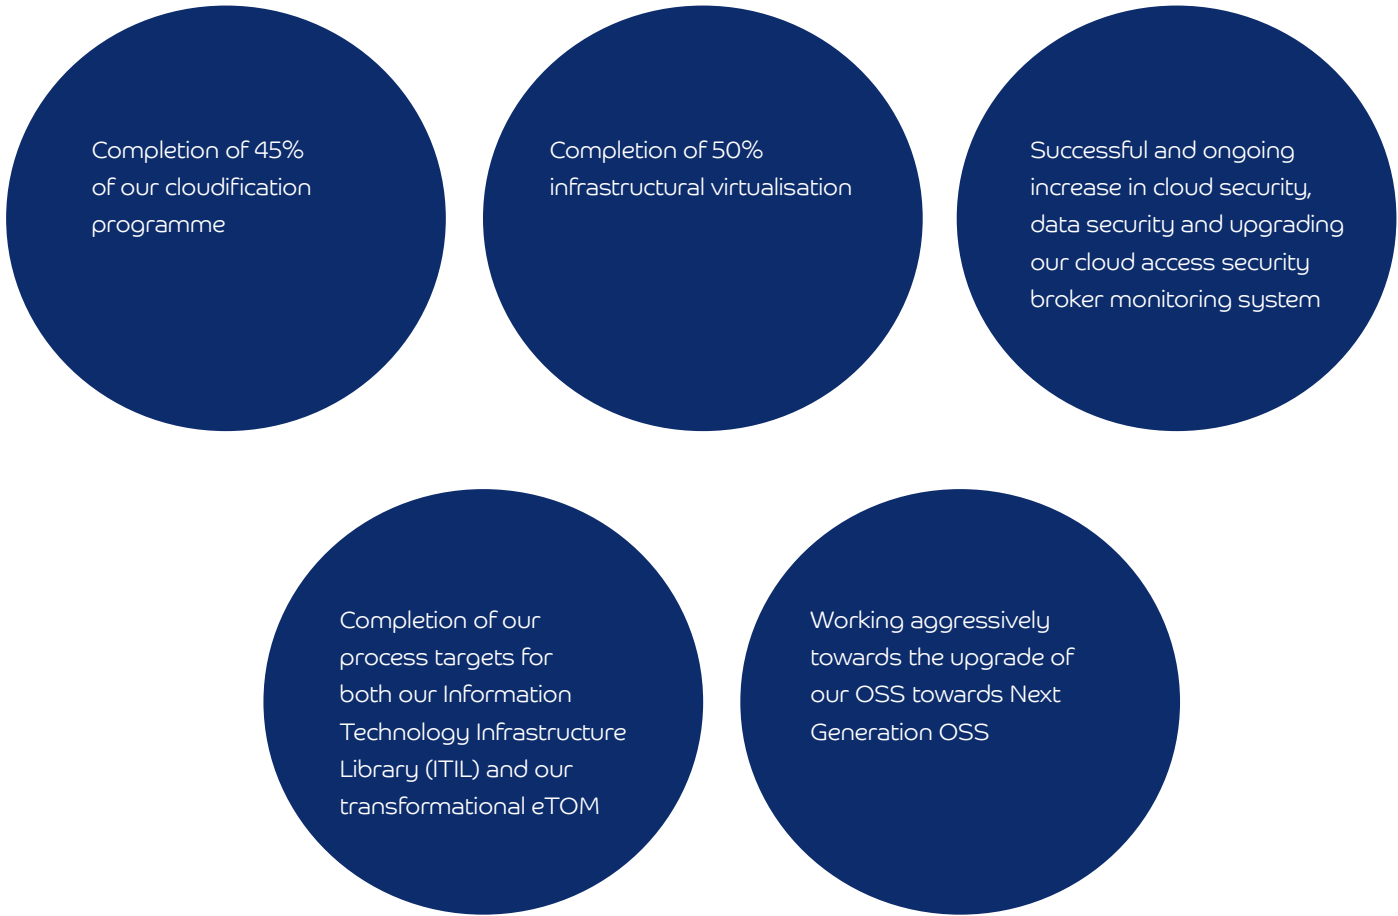 Completion of 45%
of our cloudification
programme
Completion of 50%
infrastructural virtualisation
Successful and ongoing
increase in cloud security,
data security and upgrading
our cloud access security
broker monitoring system
Completion of our
process targets for
both our Information
Technology Infrastructure
Library (ITIL) and our
transformational eTOM
Working aggressively
towards the upgrade of
our OSS towards Next
Generation OSS